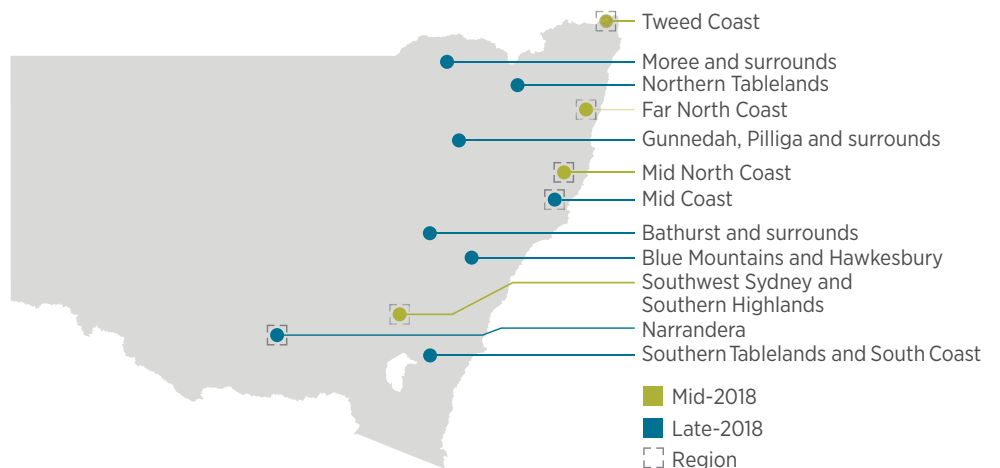 Tweed Coast
Moree and surrounds
Northern Tablelands
Far North Coast
Gunnedah, Pilliga and surrounds
Mid North Coast
Mid Coast
Bathurst and surrounds
Blue Mountains and Hawkesbury
Southwest Sydney and
Southern Highlands
Narrandera
Southern Tablelands and South Coast
Mid-2018
Late-2018
Region